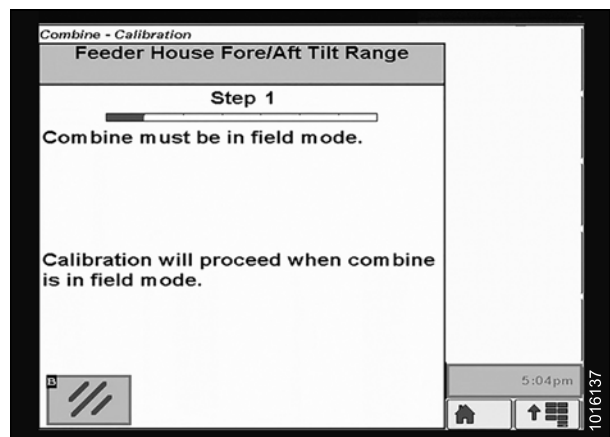 Combine - Calibration
Feeder House Fore/Aft Tilt Range
Step 1
Combine must be in field mode.
Calibration will proceed when combine
is in field mode.
B
5:04pm
1016137